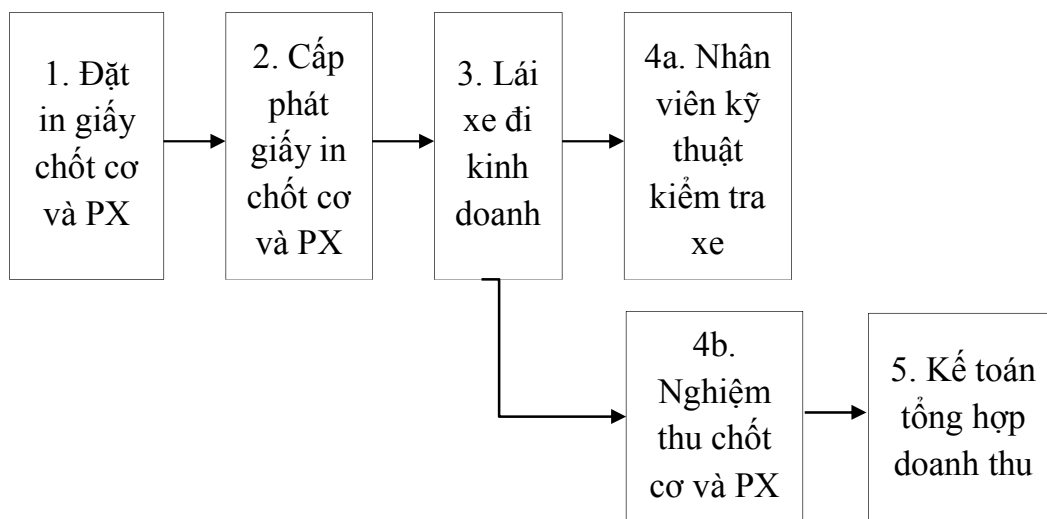 1. Đặt
in giấy
chốt cơ
và PX
2. Cấp
phát
giấy in
chốt cơ
và PX
3. Lái
xe đi
kinh
doanh
4a. Nhân
viên kỹ
thuật
kiểm tra
xe
4b.
Nghiệm
thu chốt
cơ và PX
5. Kế toán
tổng hợp
doanh thu